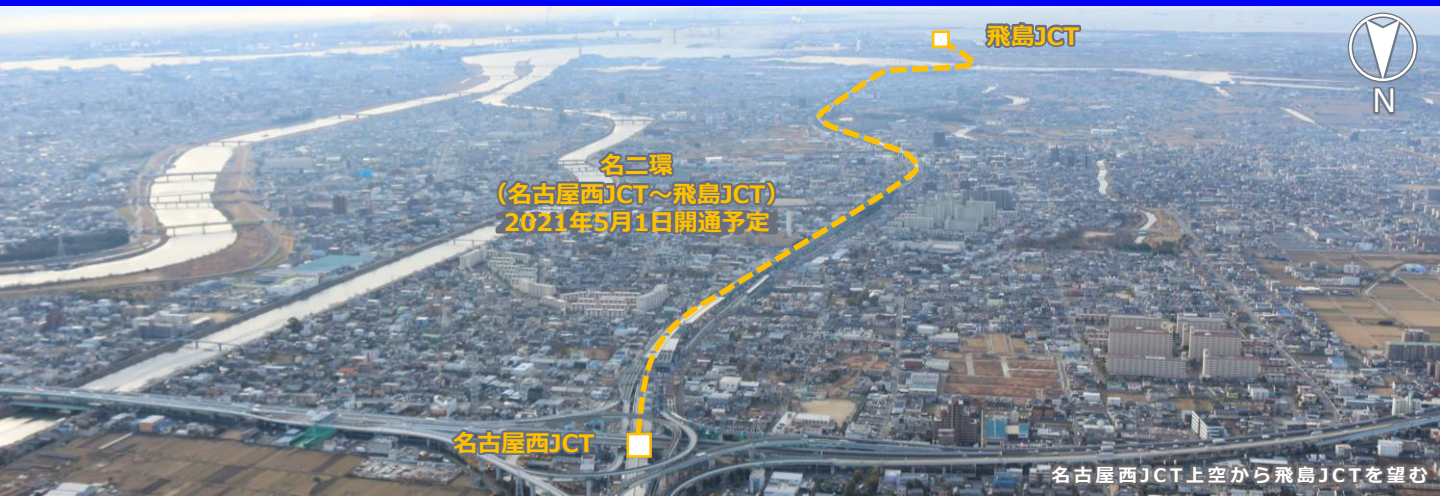 飛島JCT
N
名二環
（名古屋西JCT～飛島JCT）
2021年5月1日開通予定
名古屋西JCT
名古屋西JCT上空から飛島JCTを望む